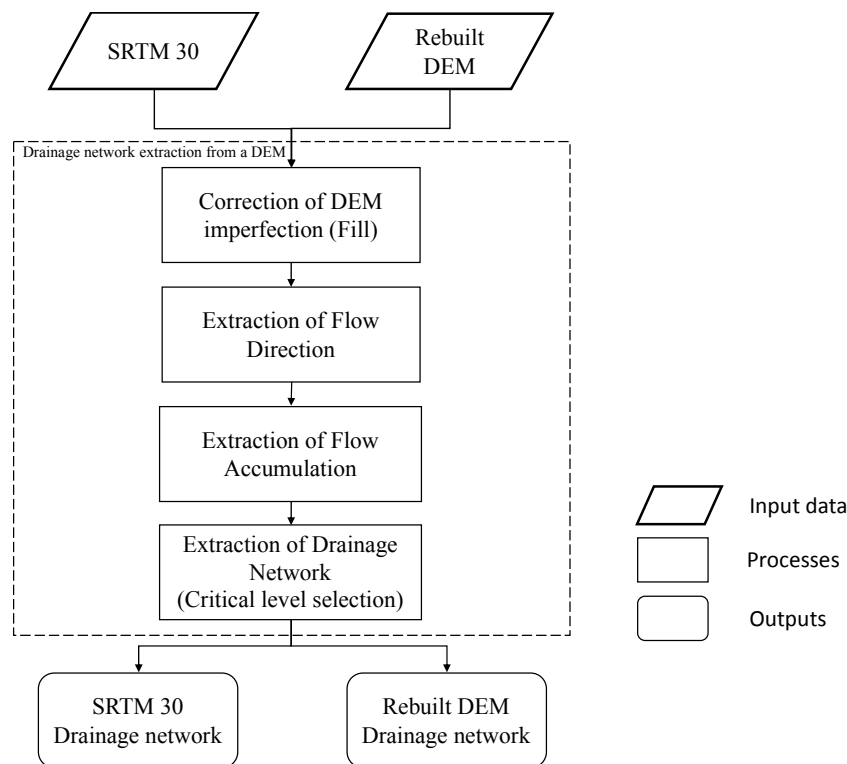 SRTM 30
Rebuilt
DEM
Drainage network extraction from a DEM
Correction of DEM
imperfection (Fill)
Extraction of Flow
Direction
Extraction of Flow
Accumulation
Extraction of Drainage
Network
(Critical level selection)
Input data
Processes
Outputs
SRTM 30
Drainage network
Rebuilt DEM
Drainage network